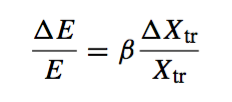 ΔE/E = β ΔX_tr/X_tr